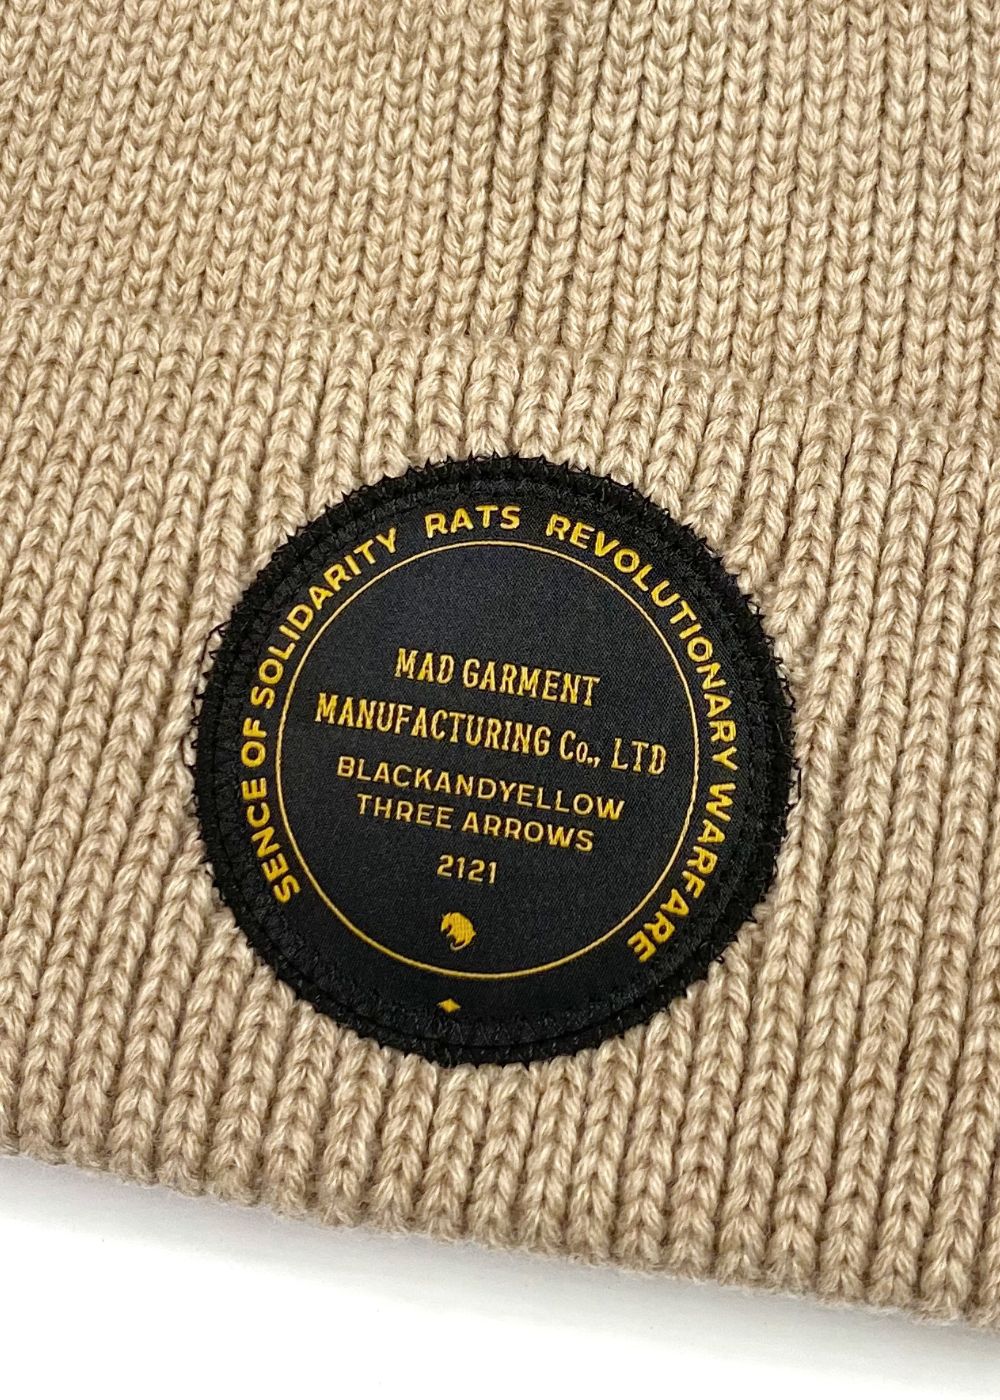 SENCE OF SOLIDARITY RATS REVOLUTIONARY WARFARE
MAD GARMENT
MANUFACTURING Co., LTD
BLACKANDYELLOW
THREE ARROWS
2121